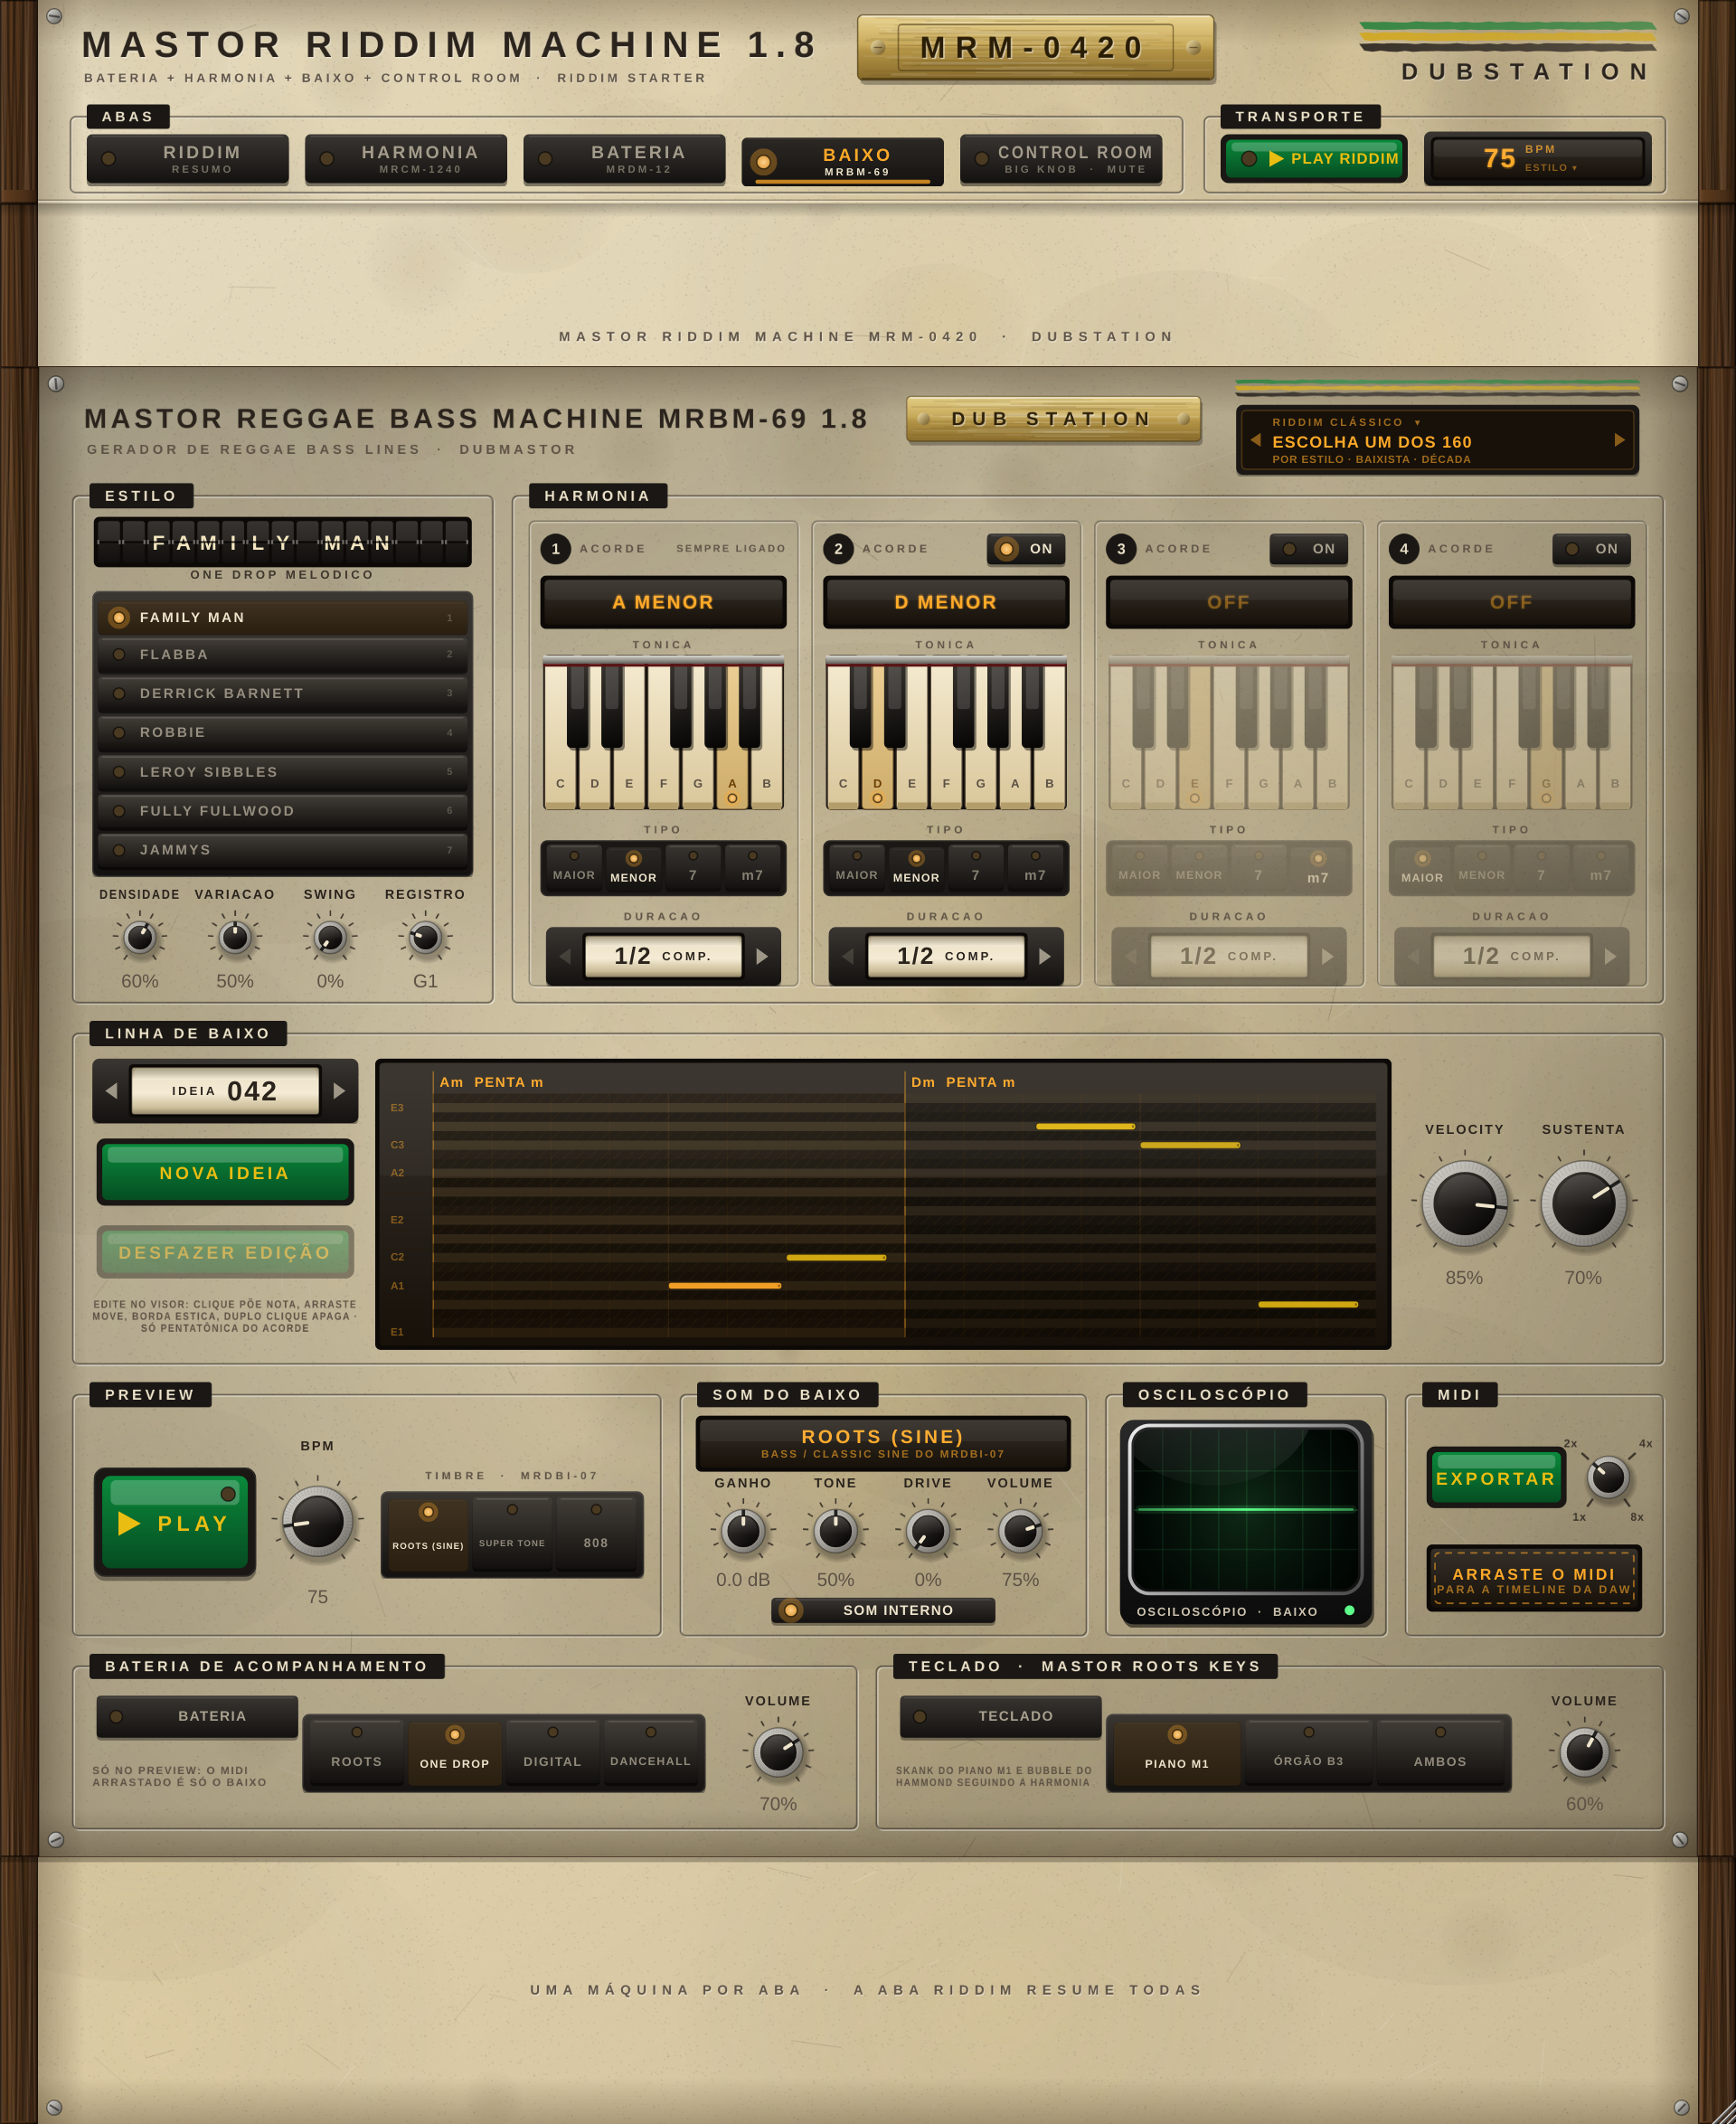 MASTOR RIDDIM MACHINE 1.8
BATERIA + HARMONIA + BAIXO + CONTROL ROOM · RIDDIM STARTER
MRM-0420
DUBSTATION
ABAS
RIDDIM
RESUMO
HARMONIA
MRCM-1240
BATERIA
MRDM-12
BAIXO
MRBM-69
CONTROL ROOM
BIG KNOB · MUTE
TRANSPORTE
PLAY RIDDIM
75 BPM
ESTILO ▾
MASTOR RIDDIM MACHINE MRM-0420 · DUBSTATION
MASTOR REGGAE BASS MACHINE MRBM-69 1.8
GERADOR DE REGGAE BASS LINES · DUBMASTOR
DUB STATION
RIDDIM CLÁSSICO ▾
ESCOLHA UM DOS 160
POR ESTILO · BAIXISTA · DÉCADA
ESTILO
FAMILY MAN
ONE DROP MELODICO
FAMILY MAN 1
FLABBA 2
DERRICK BARNETT 3
ROBBIE 4
LEROY SIBBLES 5
FULLY FULLWOOD 6
JAMMYS 7
DENSIDADE VARIACAO SWING REGISTRO
60% 50% 0% G1
HARMONIA
1 ACORDE SEMPRE LIGADO
A MENOR
TONICA
C D E F G A B
TIPO
MAIOR MENOR 7 m7
DURACAO
1/2 COMP.
2 ACORDE ON
D MENOR
TONICA
C D E F G A B
TIPO
MAIOR MENOR 7 m7
DURACAO
1/2 COMP.
3 ACORDE ON
OFF
TONICA
C D E F G A B
TIPO
MAIOR MENOR 7 m7
DURACAO
1/2 COMP.
4 ACORDE ON
OFF
TONICA
C D E F G A B
TIPO
MAIOR MENOR 7 m7
DURACAO
1/2 COMP.
LINHA DE BAIXO
IDEIA 042
NOVA IDEIA
DESFAZER EDIÇÃO
EDITE NO VISOR: CLIQUE PÕE NOTA, ARRASTE
MOVE, BORDA ESTICA, DUPLO CLIQUE APAGA ·
SÓ PENTATÔNICA DO ACORDE
Am PENTA m
Dm PENTA m
E3
C3
A2
E2
C2
A1
E1
VELOCITY SUSTENTA
85% 70%
PREVIEW
PLAY
BPM
75
TIMBRE · MRDBI-07
ROOTS (SINE) SUPER TONE 808
SOM DO BAIXO
ROOTS (SINE)
BASS / CLASSIC SINE DO MRDBI-07
GANHO TONE DRIVE VOLUME
0.0 dB 50% 0% 75%
SOM INTERNO
OSCILOSCÓPIO
OSCILOSCÓPIO · BAIXO
MIDI
EXPORTAR
2x 4x
1x 8x
ARRASTE O MIDI
PARA A TIMELINE DA DAW
BATERIA DE ACOMPANHAMENTO
BATERIA
SÓ NO PREVIEW: O MIDI
ARRASTADO É SÓ O BAIXO
ROOTS ONE DROP DIGITAL DANCEHALL
VOLUME
70%
TECLADO · MASTOR ROOTS KEYS
TECLADO
SKANK DO PIANO M1 E BUBBLE DO
HAMMOND SEGUINDO A HARMONIA
PIANO M1 ÓRGÃO B3 AMBOS
VOLUME
60%
UMA MÁQUINA POR ABA · A ABA RIDDIM RESUME TODAS